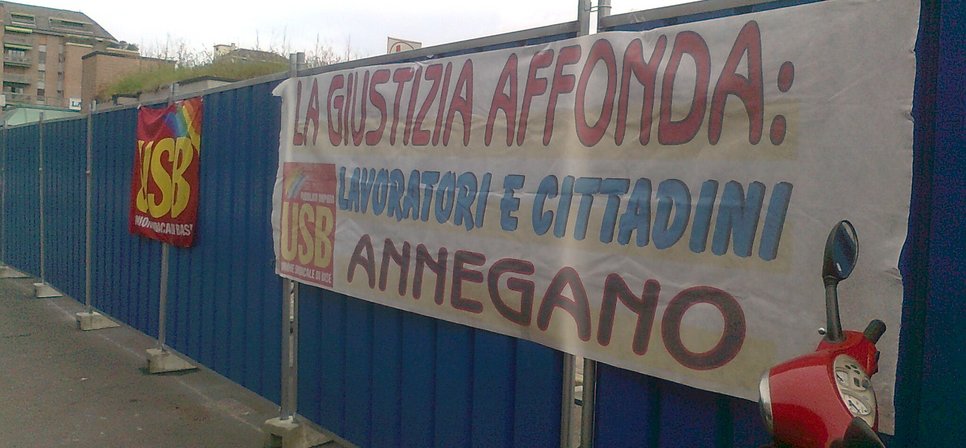 LA GIUSTIZIA AFFONDA:
LAVORATORI E CITTADINI
ANNEGANO
USB
USB